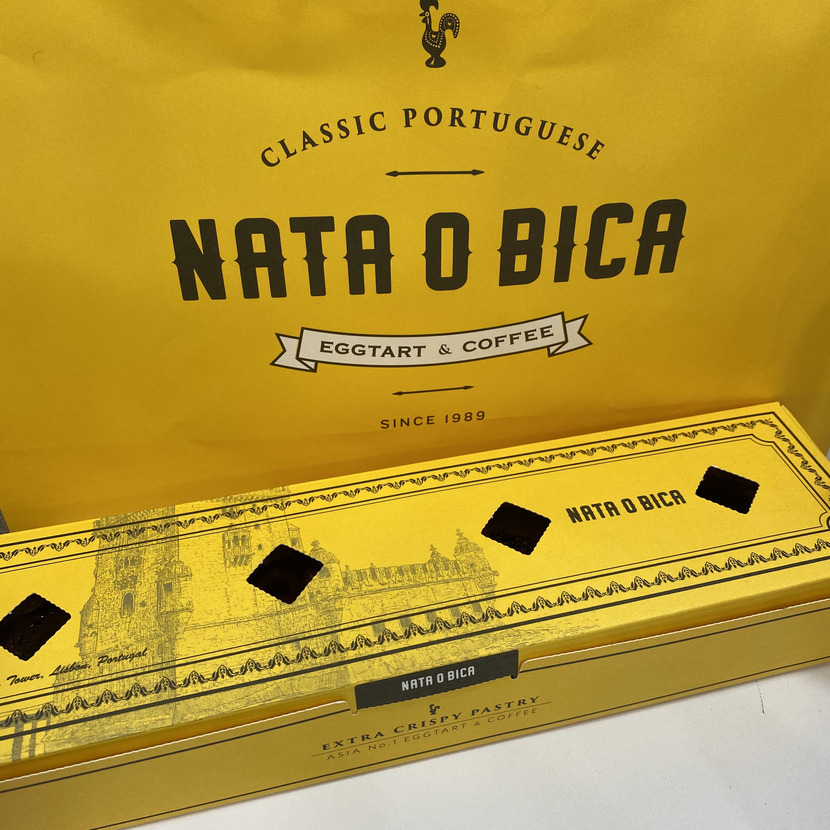 CLASSIC PORTUGUESE
NATA O BICA
EGGTART & COFFEE
SINCE 1989
NATA O BICA
Tower, Lisbon, Portugal
NATA O BICA
EXTRA CRISPY PASTRY
ASIA No.1 EGGTART & COFFEE